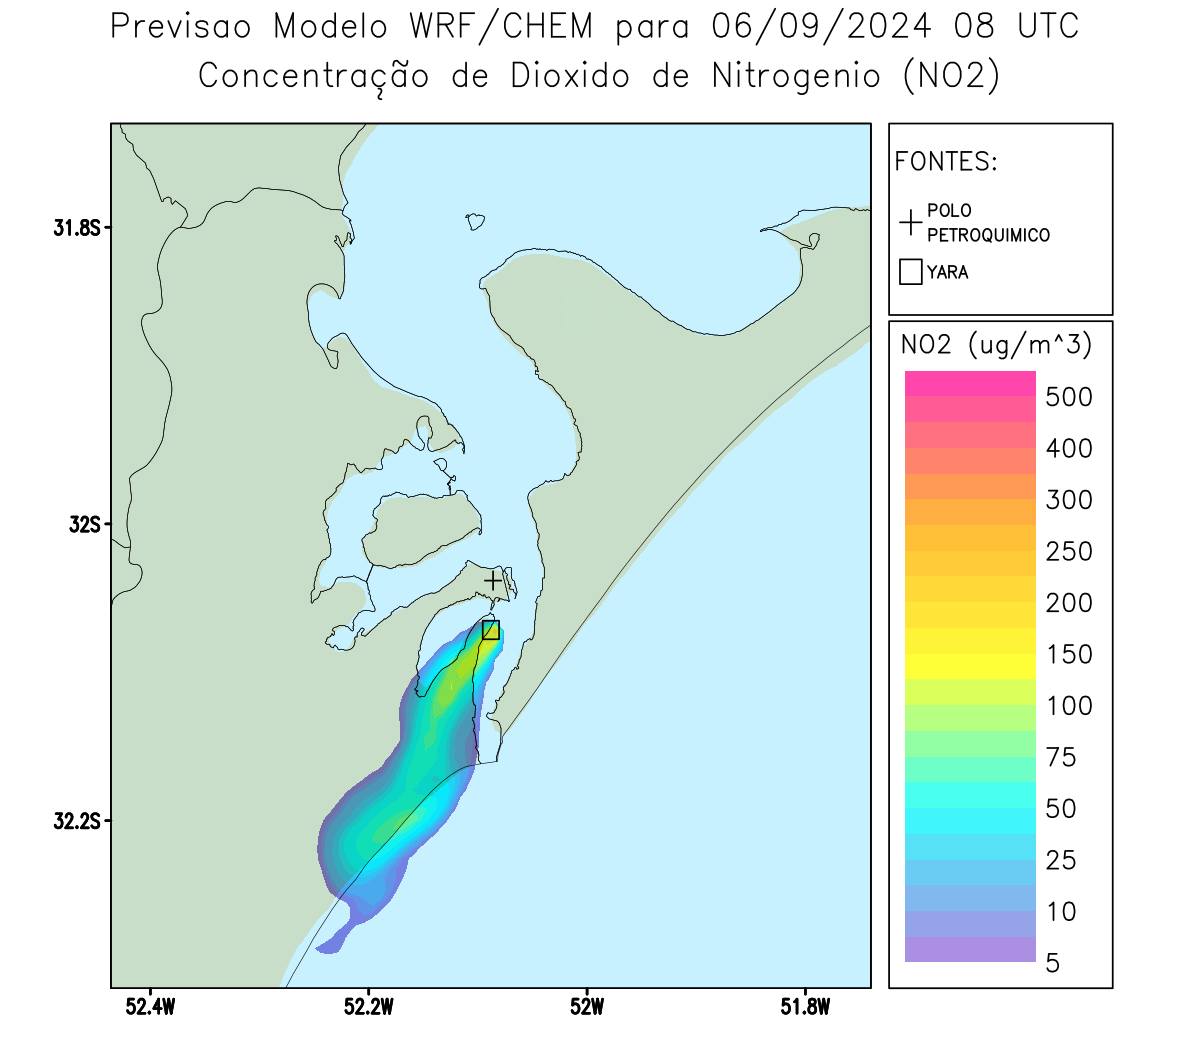 Previsao Modelo WRF/CHEM para 06/09/2024 08 UTC
Concentração de Dioxido de Nitrogenio (NO2)
FONTES:
POLO
PETROQUIMICO
YARA
NO2 (ug/m^3)
500
400
300
250
200
150
100
75
50
25
10
5
31.8S
32S
32.2S
52.4W
52.2W
52W
51.8W